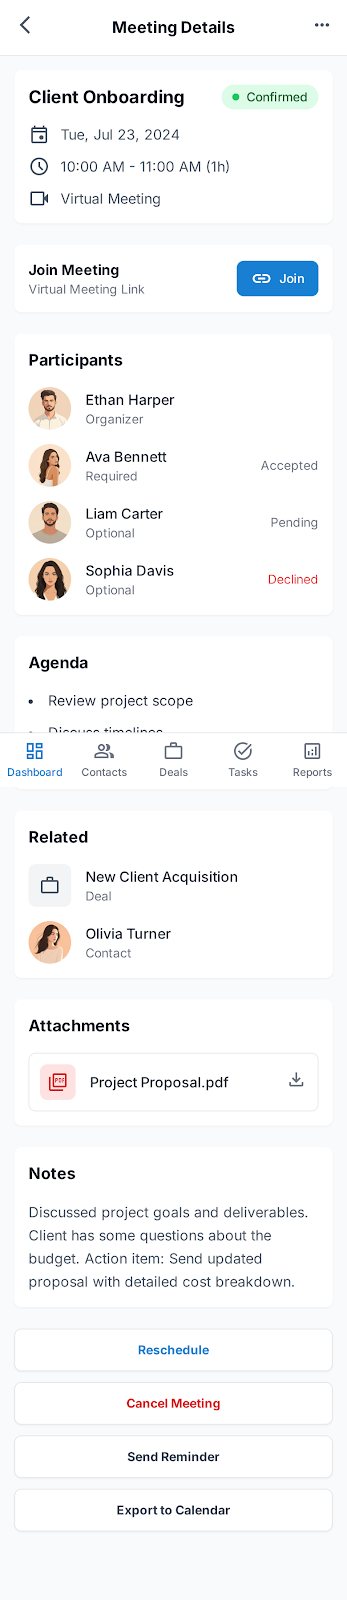 Meeting Details
Client Onboarding
Confirmed
Tue, Jul 23, 2024
10:00 AM - 11:00 AM (1h)
Virtual Meeting
Join Meeting
Virtual Meeting Link
Join
Participants
Ethan Harper
Organizer
Ava Bennett
Required
Accepted
Liam Carter
Optional
Pending
Sophia Davis
Optional
Declined
Agenda
• Review project scope
• Discuss timelines
Dashboard
Contacts
Deals
Tasks
Reports
Related
New Client Acquisition
Deal
Olivia Turner
Contact
Attachments
PDF
Project Proposal.pdf
Notes
Discussed project goals and deliverables.
Client has some questions about the
budget. Action item: Send updated
proposal with detailed cost breakdown.
Reschedule
Cancel Meeting
Send Reminder
Export to Calendar